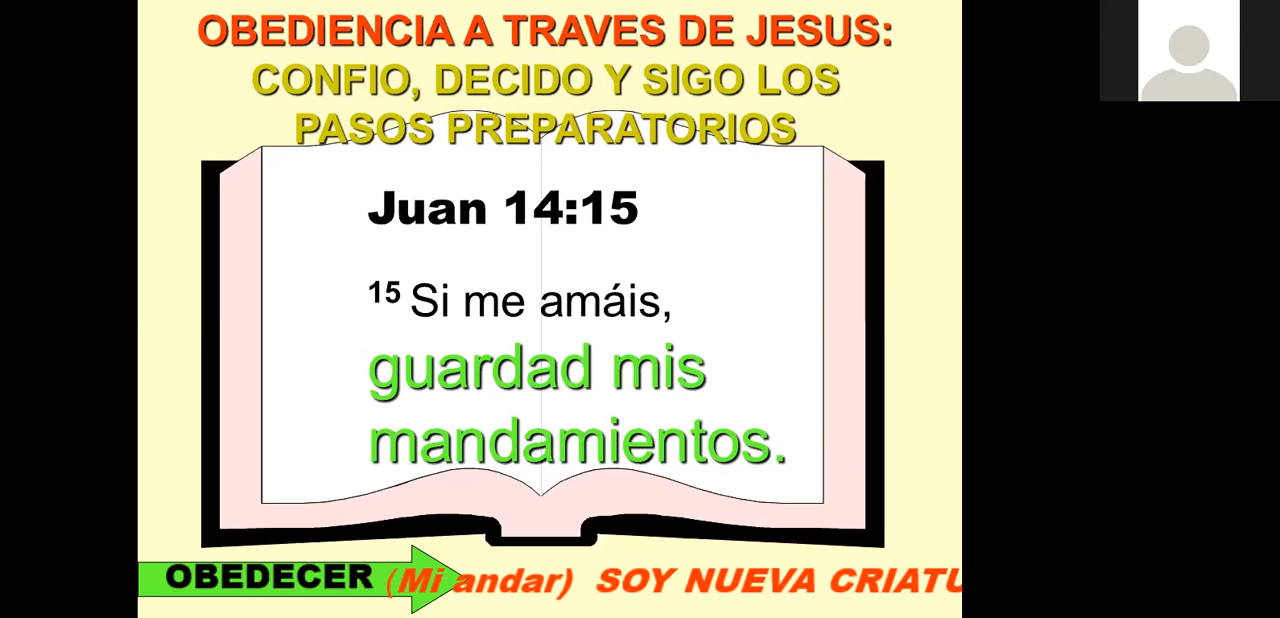 OBEDIENCIA A TRAVES DE JESUS:
CONFIO, DECIDO Y SIGO LOS
PASOS PREPARATORIOS
Juan 14:15
15 Si me amáis,
guardad mis
mandamientos.
OBEDECER (Mi andar) SOY NUEVA CRIATU